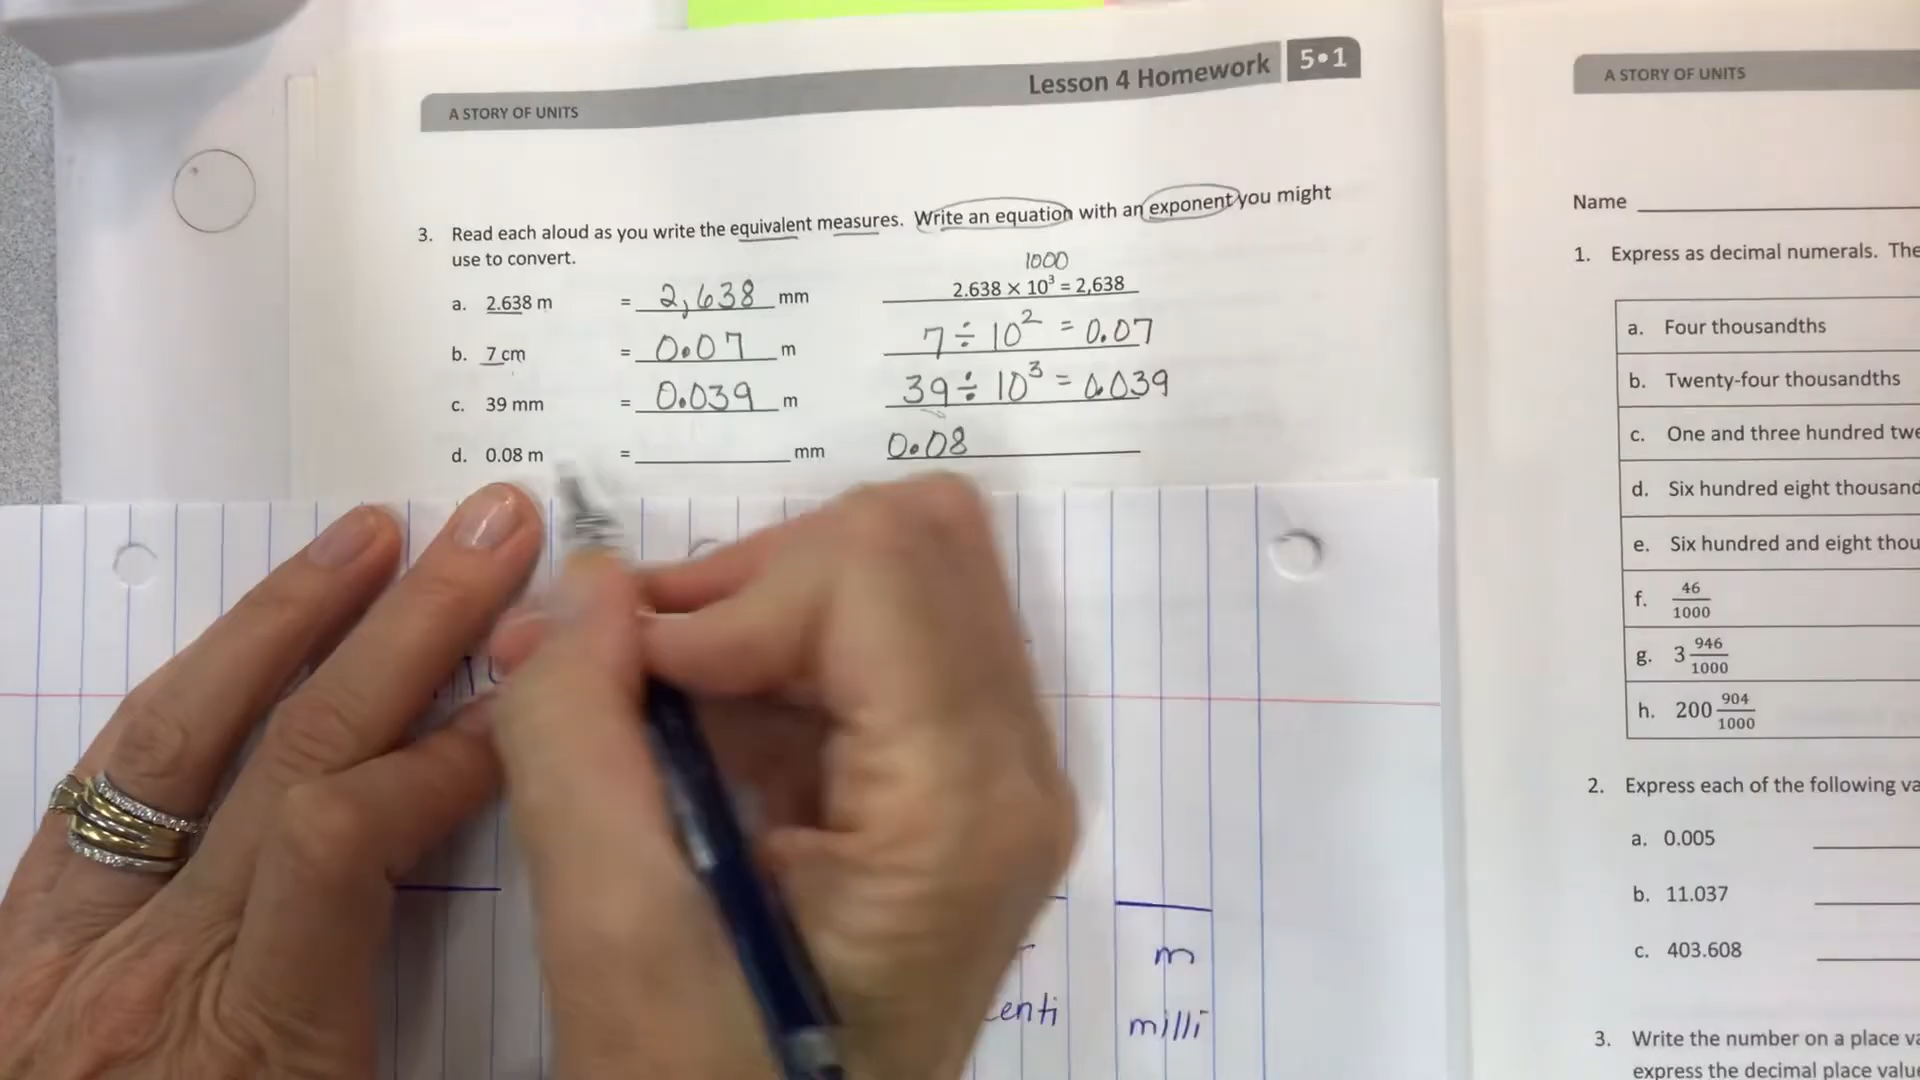 A STORY OF UNITS
Lesson 4 Homework 5•1
3. Read each aloud as you write the equivalent measures. Write an equation with an exponent you might
use to convert.
1000
a. 2.638 m = 2,638 mm 2.638 × 10³ = 2,638
b. 7 cm = 0.07 m 7 ÷ 10² = 0.07
c. 39 mm = 0.039 m 39 ÷ 10³ = 0.039
d. 0.08 m = mm 0.08
m
enti
milli
A STORY OF UNITS
Name
1. Express as decimal numerals. The
a. Four thousandths
b. Twenty-four thousandths
c. One and three hundred twe
d. Six hundred eight thousand
e. Six hundred and eight thou
f. 46/1000
g. 3 946/1000
h. 200 904/1000
2. Express each of the following va
a. 0.005
b. 11.037
c. 403.608
3. Write the number on a place va
express the decimal place value